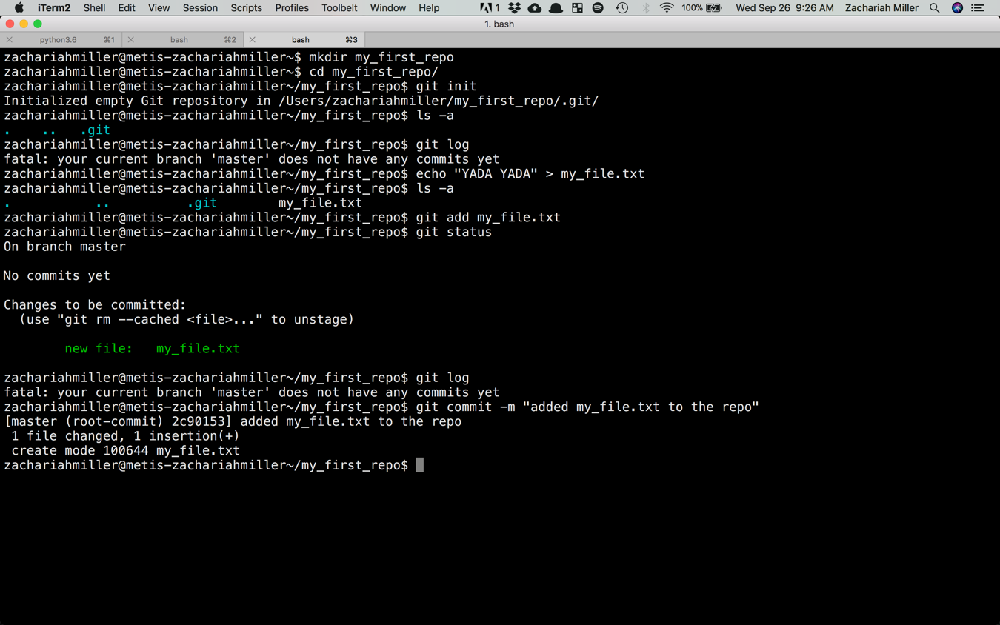 iTerm2 Shell Edit View Session Scripts Profiles Toolbelt Window Help 1 100% Wed Sep 26 9:26 AM Zachariah Miller
1. bash
python3.6 ⌘1 bash ⌘2 bash ⌘3
zachariahmiller@metis-zachariahmiller~$ mkdir my_first_repo
zachariahmiller@metis-zachariahmiller~$ cd my_first_repo/
zachariahmiller@metis-zachariahmiller~/my_first_repo$ git init
Initialized empty Git repository in /Users/zachariahmiller/my_first_repo/.git/
zachariahmiller@metis-zachariahmiller~/my_first_repo$ ls -a
. .. .git
zachariahmiller@metis-zachariahmiller~/my_first_repo$ git log
fatal: your current branch 'master' does not have any commits yet
zachariahmiller@metis-zachariahmiller~/my_first_repo$ echo "YADA YADA" > my_file.txt
zachariahmiller@metis-zachariahmiller~/my_first_repo$ ls -a
. .. .git my_file.txt
zachariahmiller@metis-zachariahmiller~/my_first_repo$ git add my_file.txt
zachariahmiller@metis-zachariahmiller~/my_first_repo$ git status
On branch master
No commits yet
Changes to be committed:
(use "git rm --cached <file>..." to unstage)
new file: my_file.txt
zachariahmiller@metis-zachariahmiller~/my_first_repo$ git log
fatal: your current branch 'master' does not have any commits yet
zachariahmiller@metis-zachariahmiller~/my_first_repo$ git commit -m "added my_file.txt to the repo"
[master (root-commit) 2c90153] added my_file.txt to the repo
1 file changed, 1 insertion(+)
create mode 100644 my_file.txt
zachariahmiller@metis-zachariahmiller~/my_first_repo$